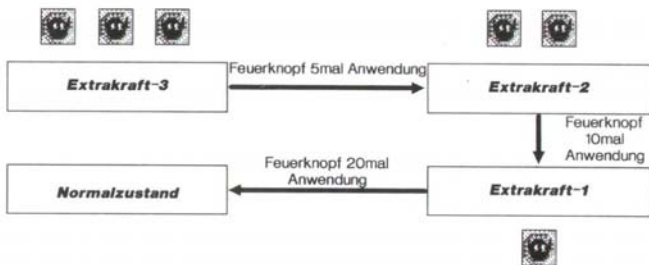 Extrakraft-3
Feuerknopf 5mal Anwendung
Extrakraft-2
Feuerknopf
10mal
Anwendung
Extrakraft-1
Feuerknopf 20mal
Anwendung
Normalzustand